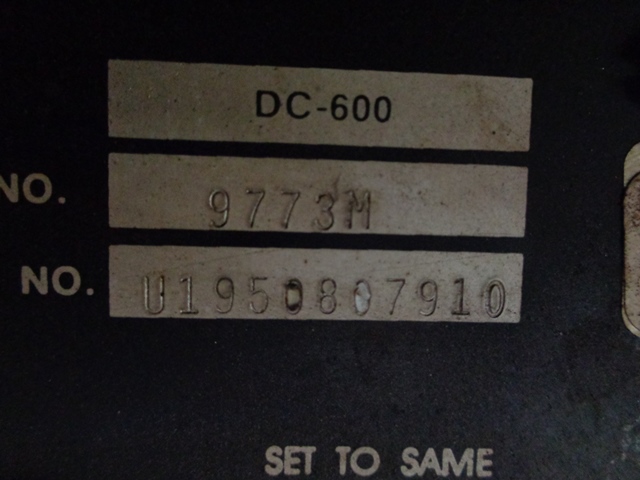 DC-600
NO. 9773M
NO. U1950807910
SET TO SAME